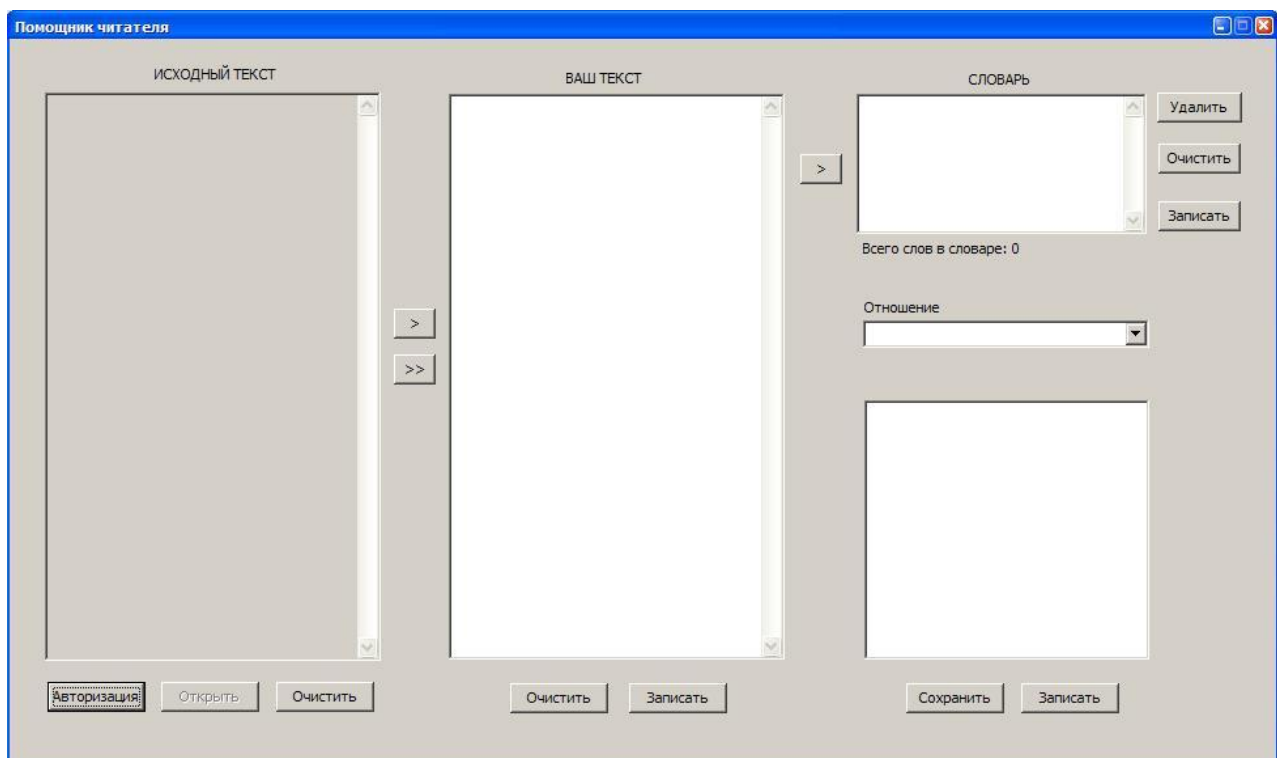 Помощник читателя
ИСХОДНЫЙ ТЕКСТ
ВАШ ТЕКСТ
СЛОВАРЬ
Удалить
>
Очистить
Записать
Всего слов в словаре: 0
Отношение
>
>>
Авторизация
Открыть
Очистить
Очистить
Записать
Сохранить
Записать